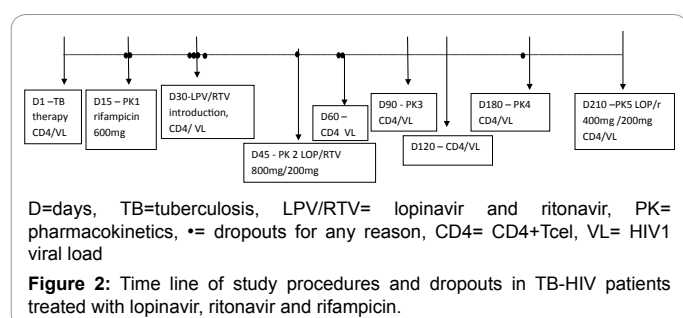 D1 –TB
therapy
CD4/VL
D15 – PK1
rifampicin
600mg
D30-LPV/RTV
introduction,
CD4/ VL
D45 - PK 2 LOP/RTV
800mg/200mg
D60 –
CD4 VL
D90 - PK3
CD4/VL
D120 – CD4/VL
D180 – PK4
CD4/VL
D210 –PK5 LOP/r
400mg /200mg
CD4/VL
D=days, TB=tuberculosis, LPV/RTV= lopinavir and ritonavir, PK=
pharmacokinetics, •= dropouts for any reason, CD4= CD4+Tcel, VL= HIV1
viral load
Figure 2: Time line of study procedures and dropouts in TB-HIV patients
treated with lopinavir, ritonavir and rifampicin.